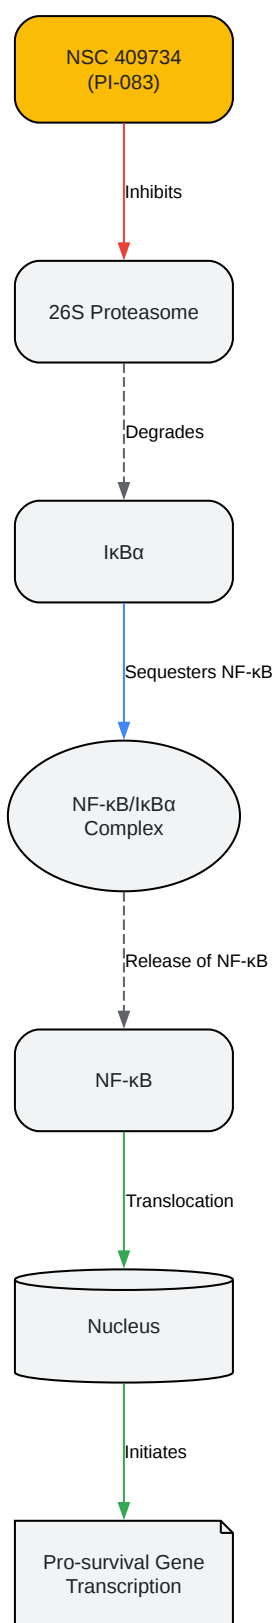 NSC 409734
(PI-083)
Inhibits
26S Proteasome
Degrades
IκBα
Sequesters NF-κB
NF-κB/IκBα
Complex
Release of NF-κB
NF-κB
Translocation
Nucleus
Initiates
Pro-survival Gene
Transcription